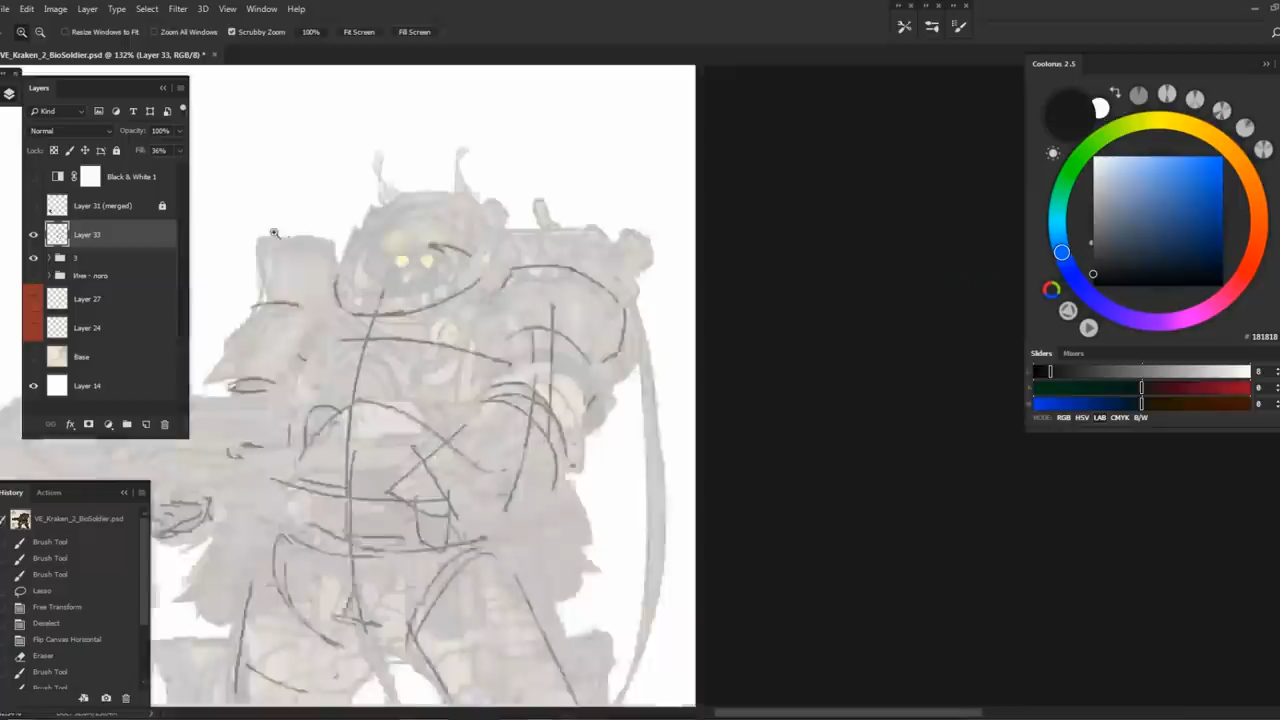 Edit Image Layer Type Select Filter 3D View Window Help
Resize Windows to Fit Zoom All Windows Scrubby Zoom 100% Fit Screen Fill Screen
VE_Kraken_2_BioSoldier.psd @ 132% (Layer 33, RGB/8) *
Coolorus 2.5
Layers
Kind
Normal Opacity: 100%
Lock: Fill: 36%
Black & White 1
Layer 31 (merged)
Layer 33
3
Layer 27
Layer 24
Base
Layer 14
# 181818
Sliders Mixers
8
0
0
MODE: RGB HSV LAB CMYK B/W
History Actions
VE_Kraken_2_BioSoldier.psd
Brush Tool
Brush Tool
Brush Tool
Lasso
Free Transform
Deselect
Flip Canvas Horizontal
Eraser
Brush Tool
Brush Tool